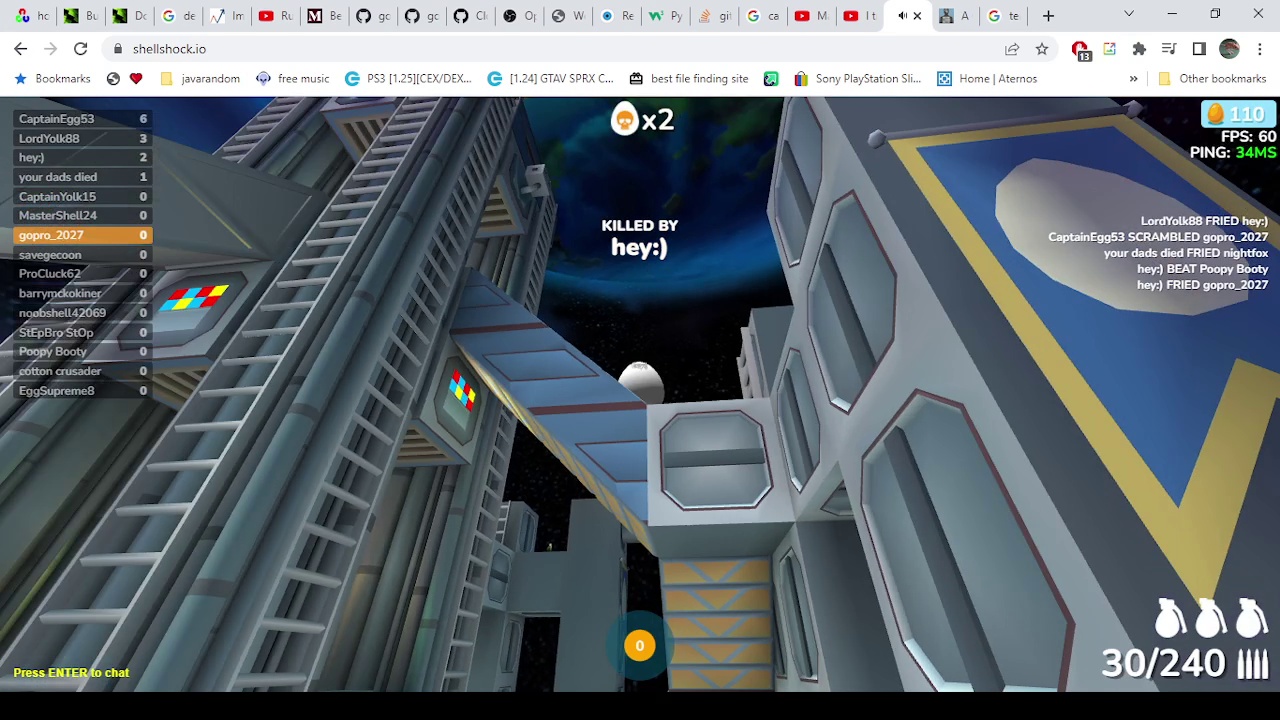 hc
Bu
Dc
de
Im
Ru
Be
gc
gc
Cl
Op
W
Re
Py
gi
ca
M
I t
A
te
shellshock.io
13
Bookmarks
javarandom
free music
PS3 [1.25][CEX/DEX...
[1.24] GTAV SPRX C...
best file finding site
Sony PlayStation Sli...
Home | Aternos
»
Other bookmarks
CaptainEgg53 6
LordYolk88 3
hey:) 2
your dads died 1
CaptainYolk15 0
MasterShell24 0
gopro_2027 0
savegecoon 0
ProCluck62 0
barrymckokiner 0
noobshell42069 0
StEpBro StOp 0
Poopy Booty 0
cotton crusader 0
EggSupreme8 0
x2
KILLED BY
hey:)
110
FPS: 60
PING: 34MS
LordYolk88 FRIED hey:)
CaptainEgg53 SCRAMBLED gopro_2027
your dads died FRIED nightfox
hey:) BEAT Poopy Booty
hey:) FRIED gopro_2027
0
30/240
Press ENTER to chat